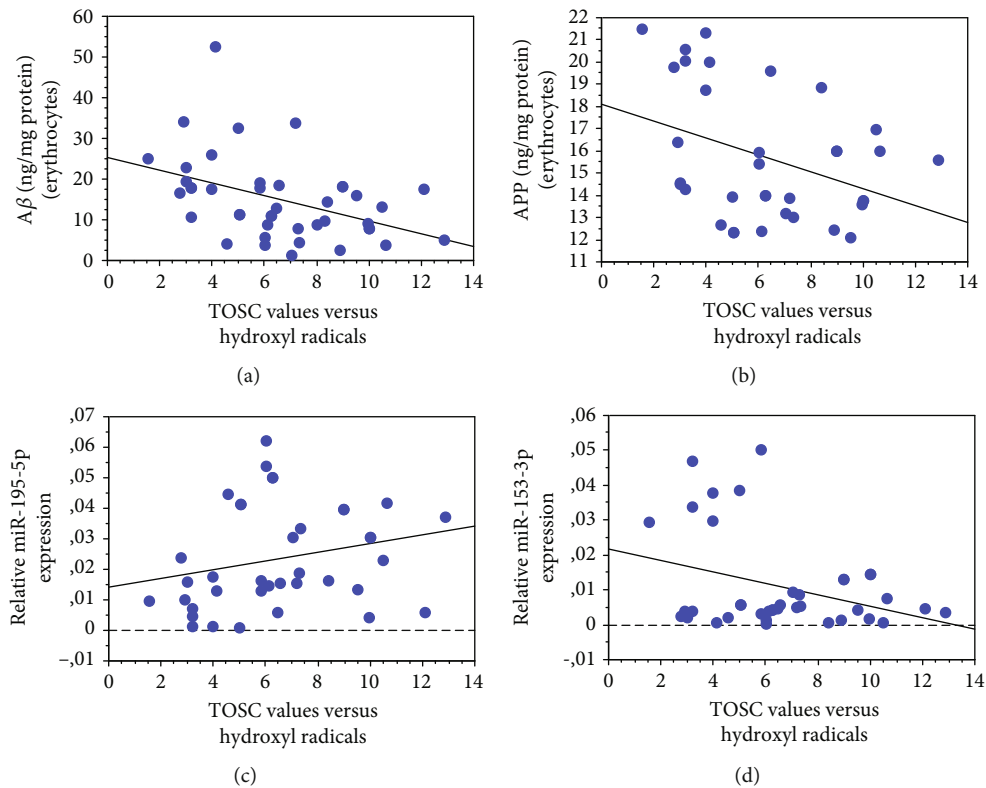 60
50
40
30
20
10
0
Aβ (ng/mg protein)
(erythrocytes)
0 2 4 6 8 10 12 14
TOSC values versus
hydroxyl radicals
(a)
22
21
20
19
18
17
16
15
14
13
12
11
APP (ng/mg protein)
(erythrocytes)
0 2 4 6 8 10 12 14
TOSC values versus
hydroxyl radicals
(b)
,07
,06
,05
,04
,03
,02
,01
0
–,01
Relative miR-195-5p
expression
0 2 4 6 8 10 12 14
TOSC values versus
hydroxyl radicals
(c)
,06
,05
,04
,03
,02
,01
0
-,01
Relative miR-153-3p
expression
0 2 4 6 8 10 12 14
TOSC values versus
hydroxyl radicals
(d)